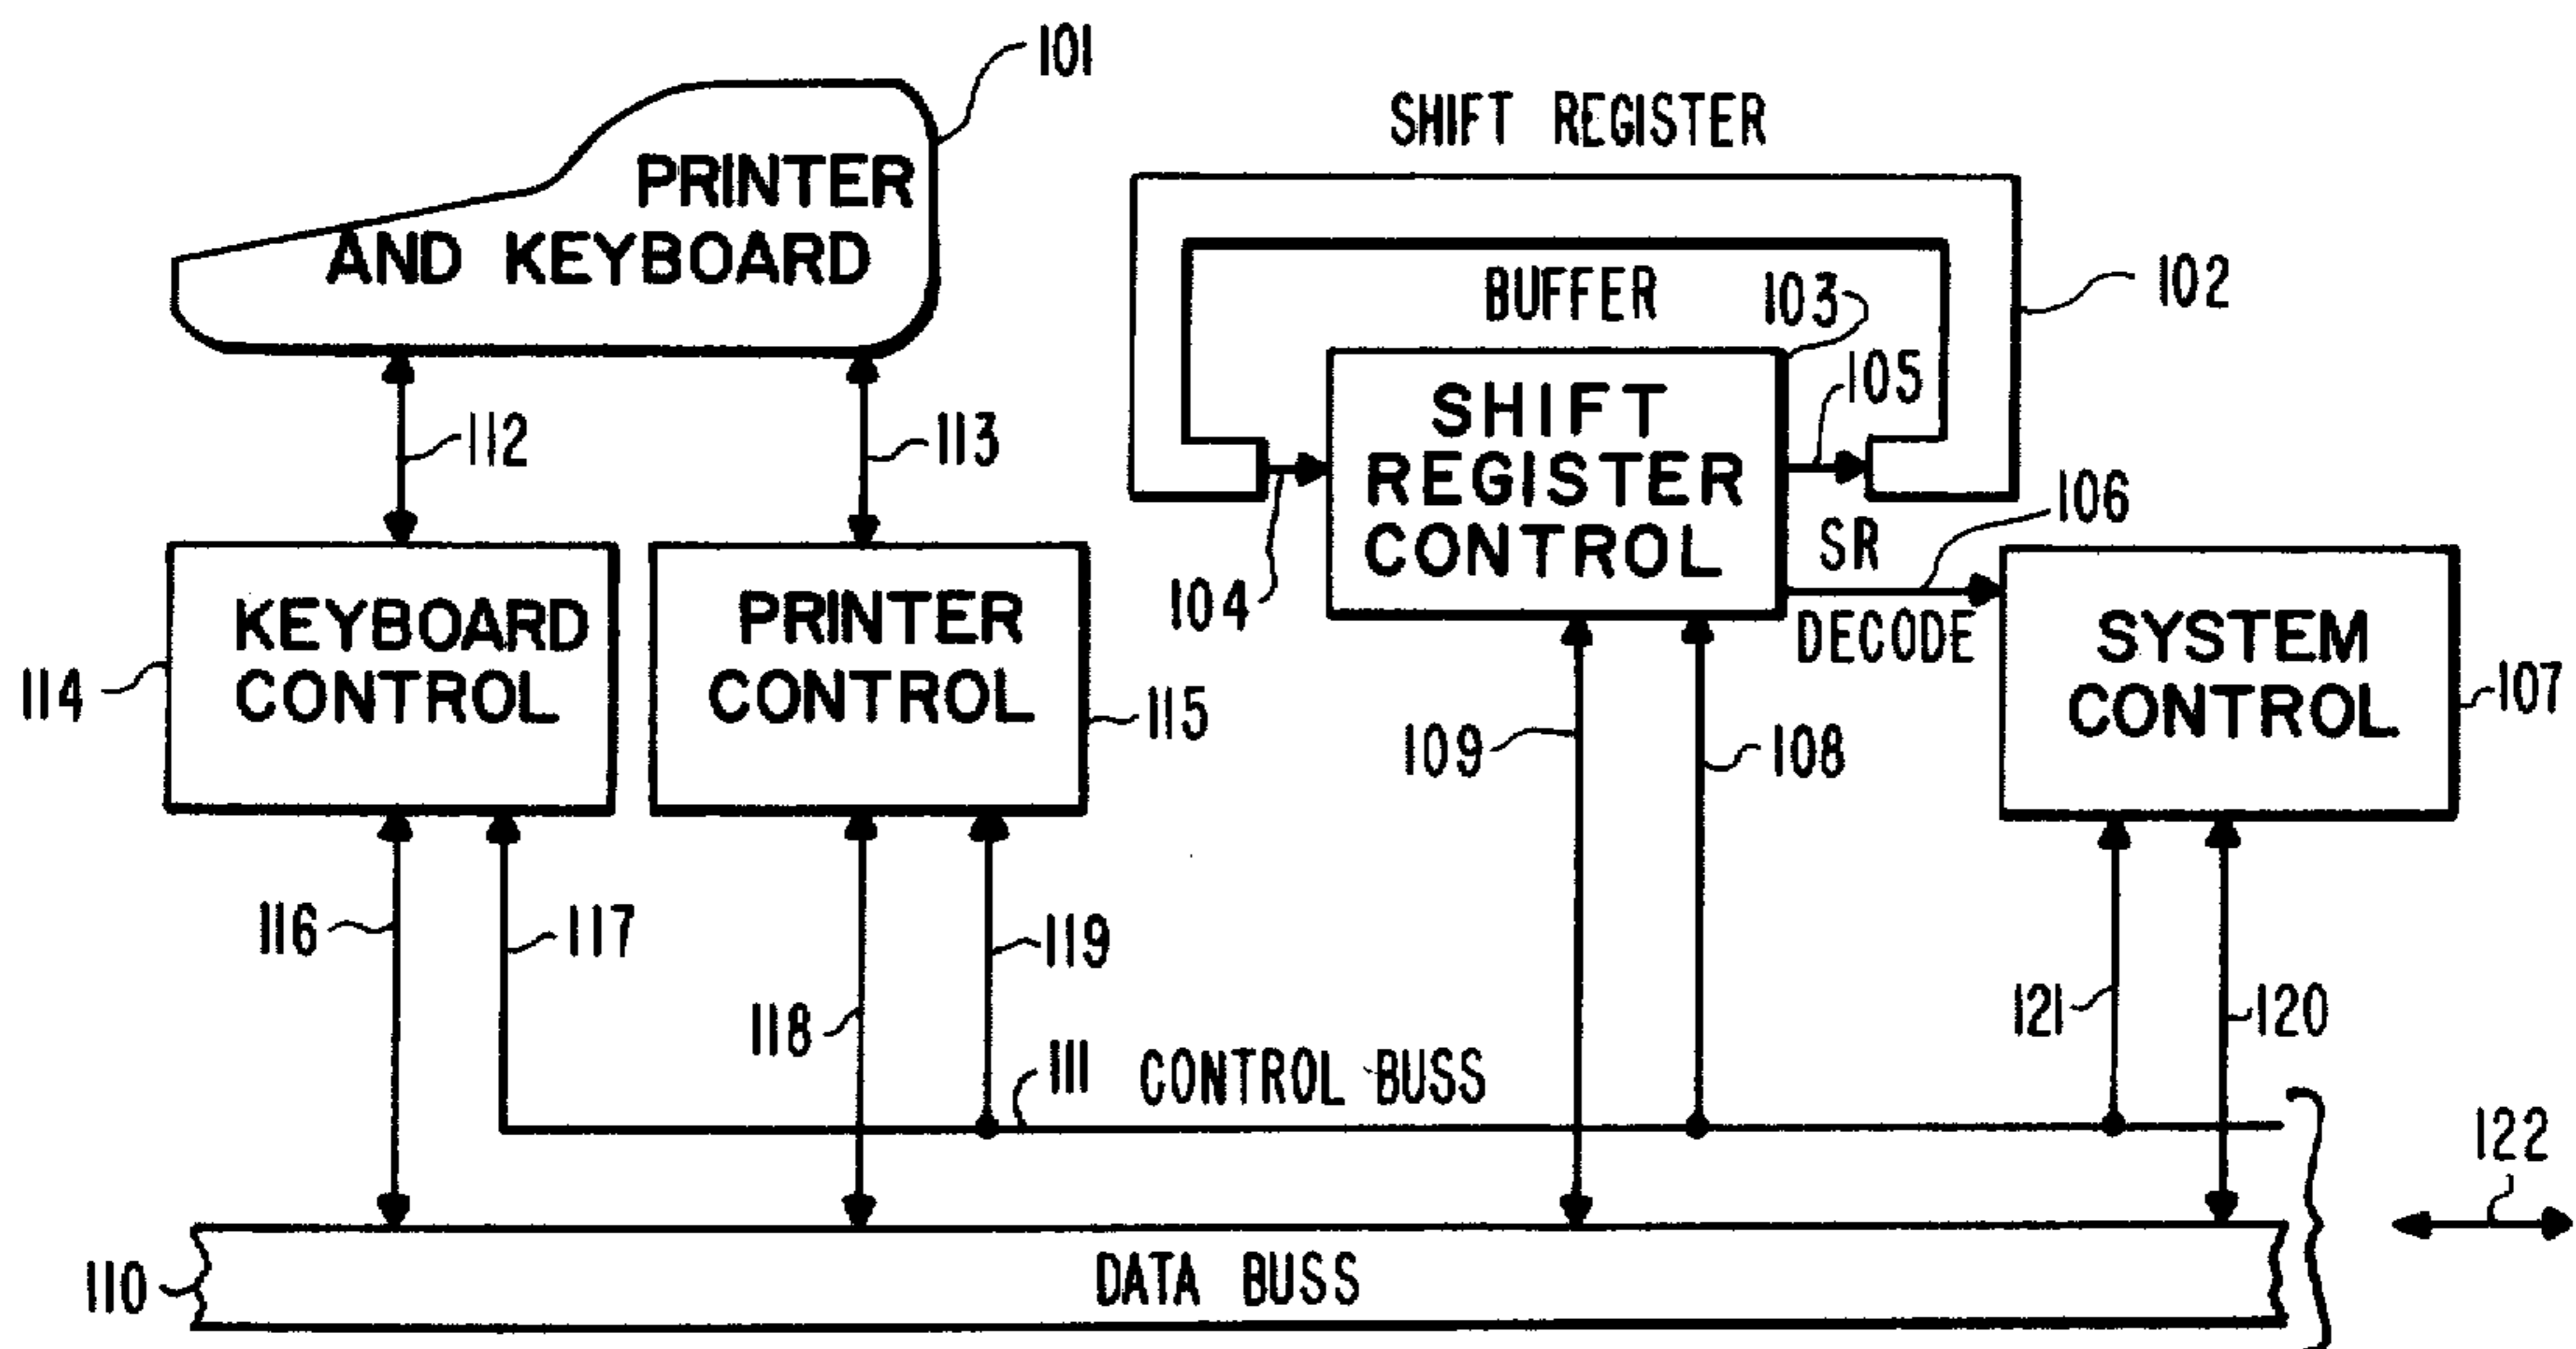 101
PRINTER
AND KEYBOARD
SHIFT REGISTER
102
BUFFER
103
105
SHIFT
REGISTER
CONTROL
104
SR
106
DECODE
112
113
KEYBOARD
CONTROL
114
PRINTER
CONTROL
115
109
108
SYSTEM
CONTROL
107
116
117
118
119
121
120
111
CONTROL BUSS
122
110
DATA BUSS